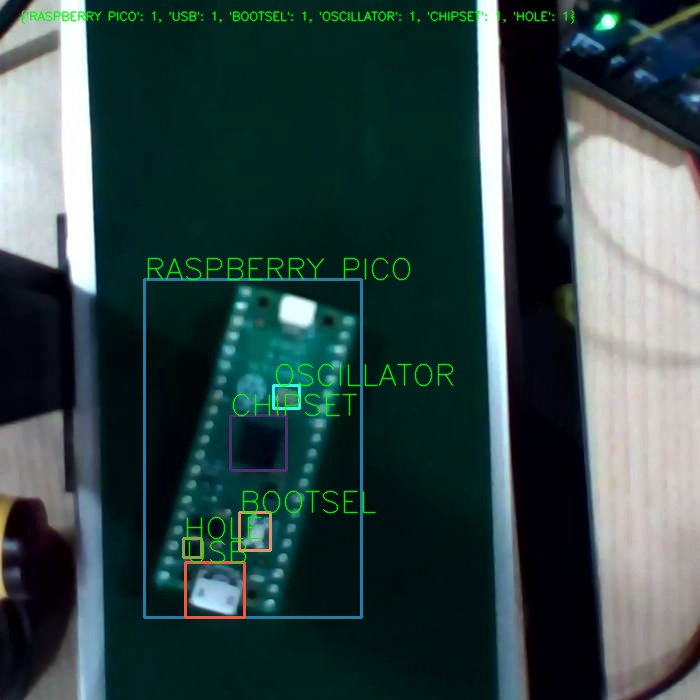 {'RASPBERRY PICO': 1, 'USB': 1, 'BOOTSEL': 1, 'OSCILLATOR': 1, 'CHIPSET': 1, 'HOLE': 1}
RASPBERRY PICO
OSCILLATOR
CHIPSET
BOOTSEL
HOLE
USB